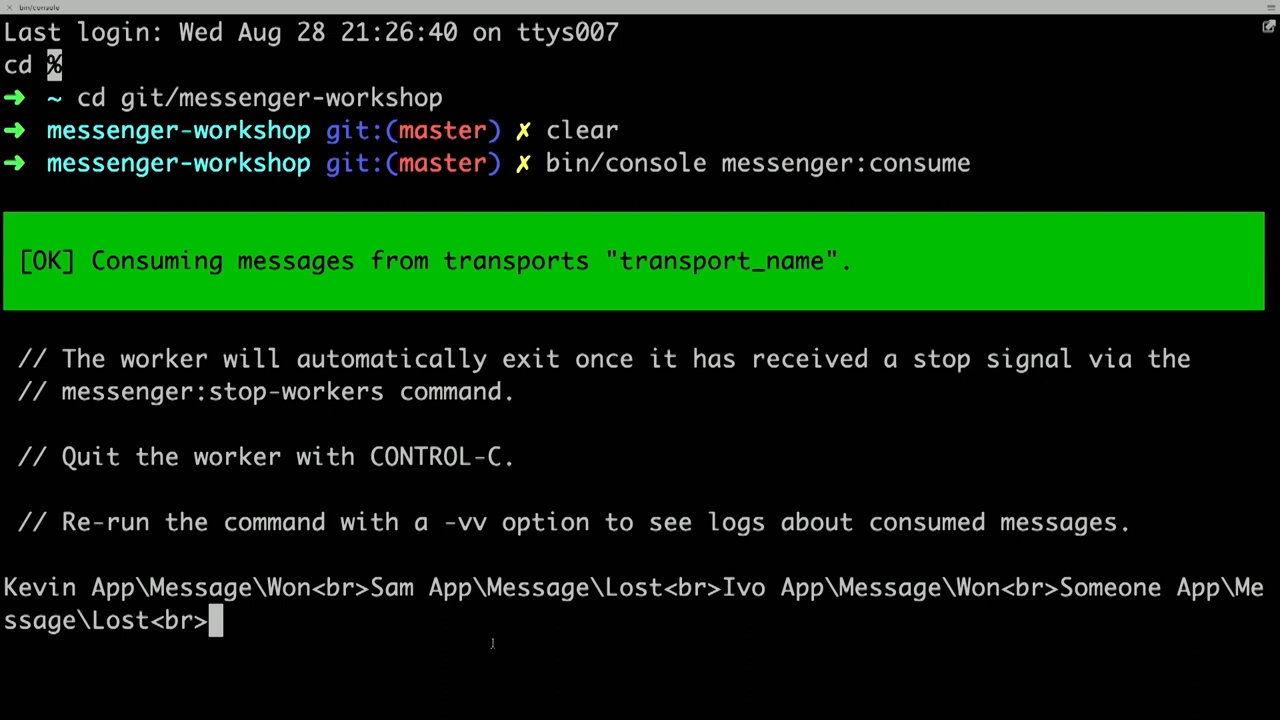 bin/console
Last login: Wed Aug 28 21:26:40 on ttys007
cd %
➜ ~ cd git/messenger-workshop
➜ messenger-workshop git:(master) ✗ clear
➜ messenger-workshop git:(master) ✗ bin/console messenger:consume
[OK] Consuming messages from transports "transport_name".
// The worker will automatically exit once it has received a stop signal via the
// messenger:stop-workers command.
// Quit the worker with CONTROL-C.
// Re-run the command with a -vv option to see logs about consumed messages.
Kevin App\Message\Won<br>Sam App\Message\Lost<br>Ivo App\Message\Won<br>Someone App\Me
ssage\Lost<br>